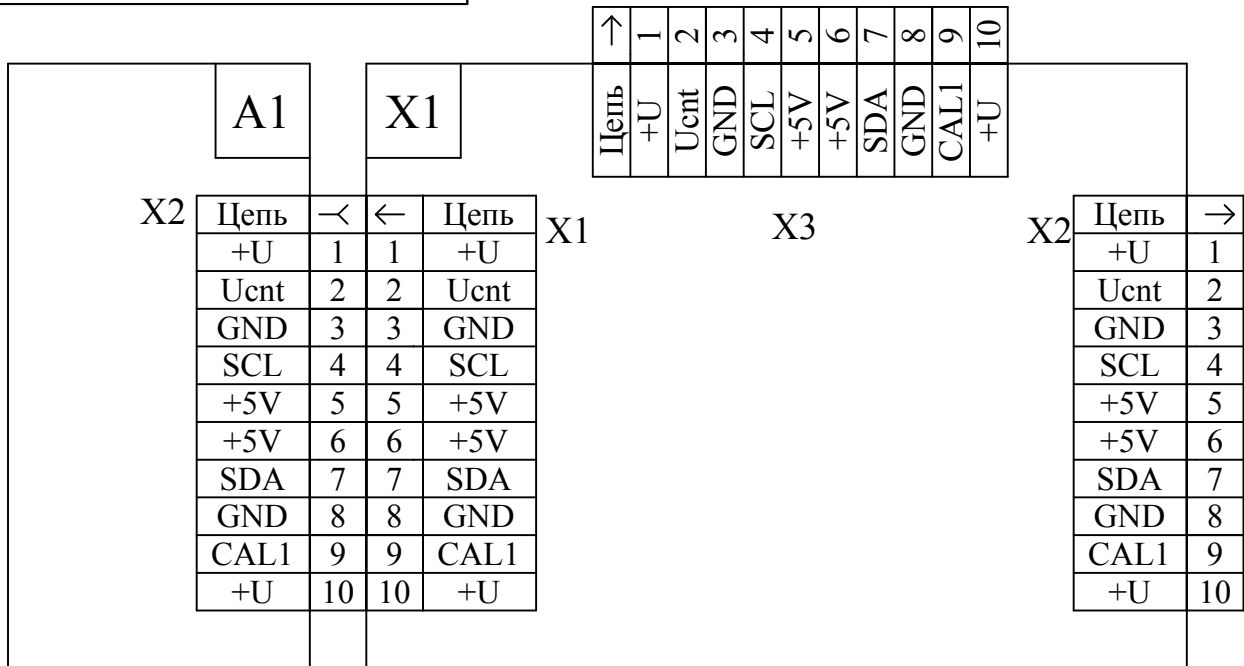 → 1 2 3 4 5 6 7 8 9 10
Цепь +U Ucnt GND SCL +5V +5V SDA GND CAL1 +U
A1 X1
X3
X2 Цепь ← Цепь X1
+U 1 1 +U
Ucnt 2 2 Ucnt
GND 3 3 GND
SCL 4 4 SCL
+5V 5 5 +5V
+5V 6 6 +5V
SDA 7 7 SDA
GND 8 8 GND
CAL1 9 9 CAL1
+U 10 10 +U
X2 Цепь →
+U 1
Ucnt 2
GND 3
SCL 4
+5V 5
+5V 6
SDA 7
GND 8
CAL1 9
+U 10